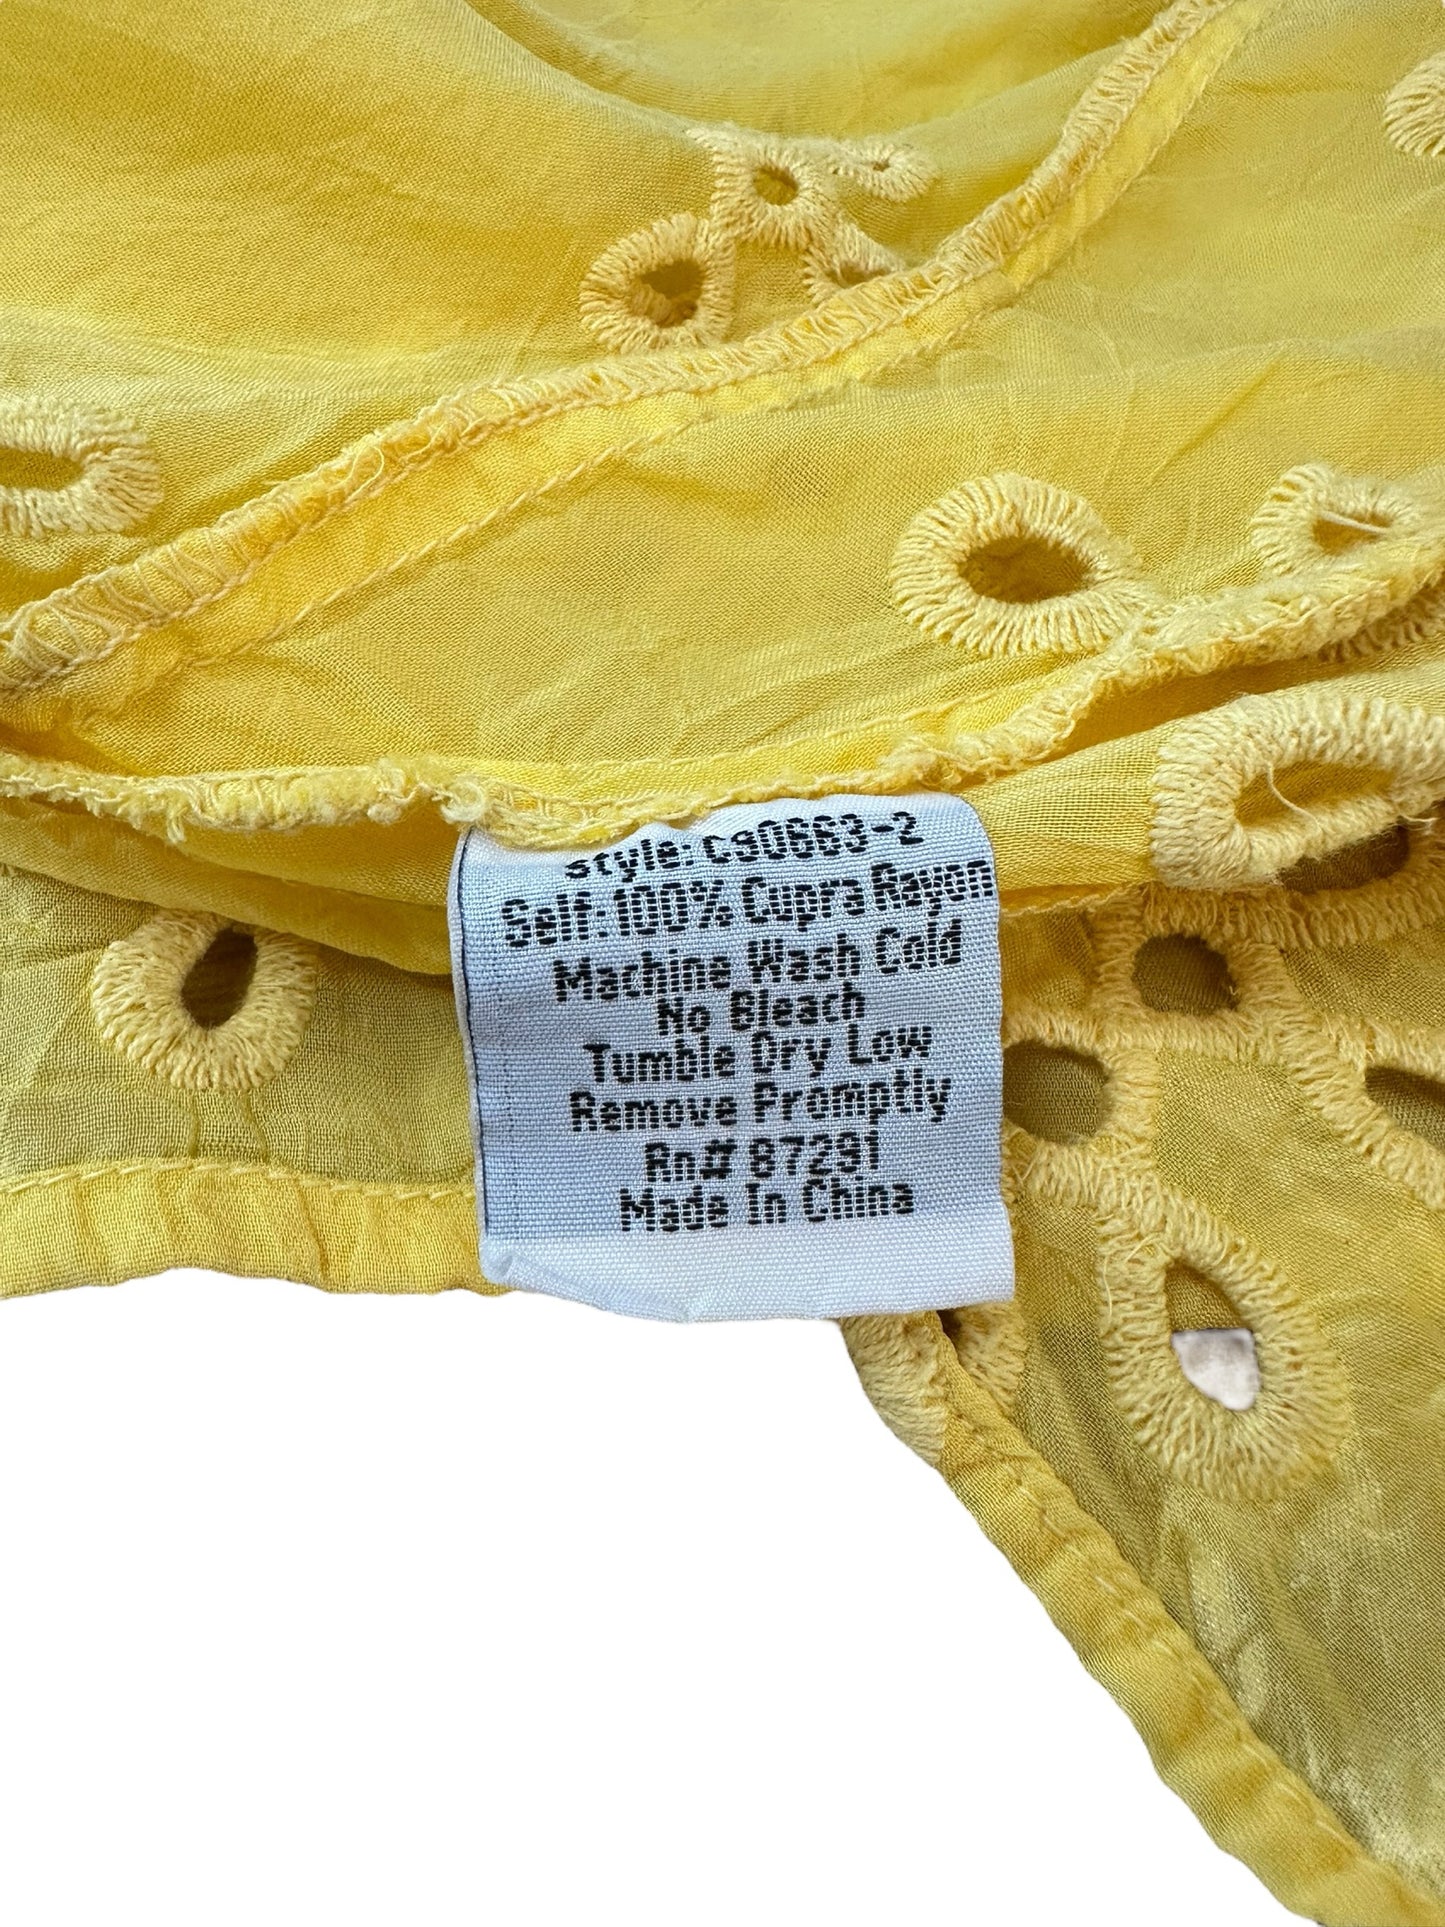 Style: C90663-2
Self: 100% Cupra Rayon
Machine Wash Cold
No Bleach
Tumble Dry Low
Remove Promptly
Rn# 87291
Made In China